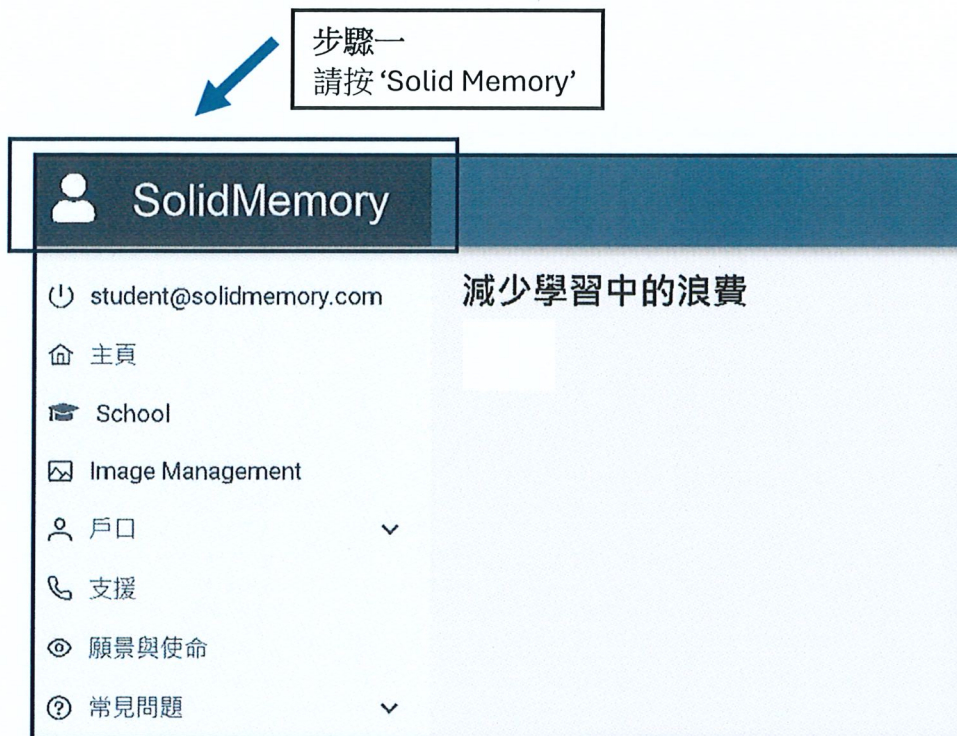 步驟一
請按 ‘Solid Memory’
SolidMemory
student@solidmemory.com
減少學習中的浪費
主頁
School
Image Management
戶口
支援
願景與使命
常見問題